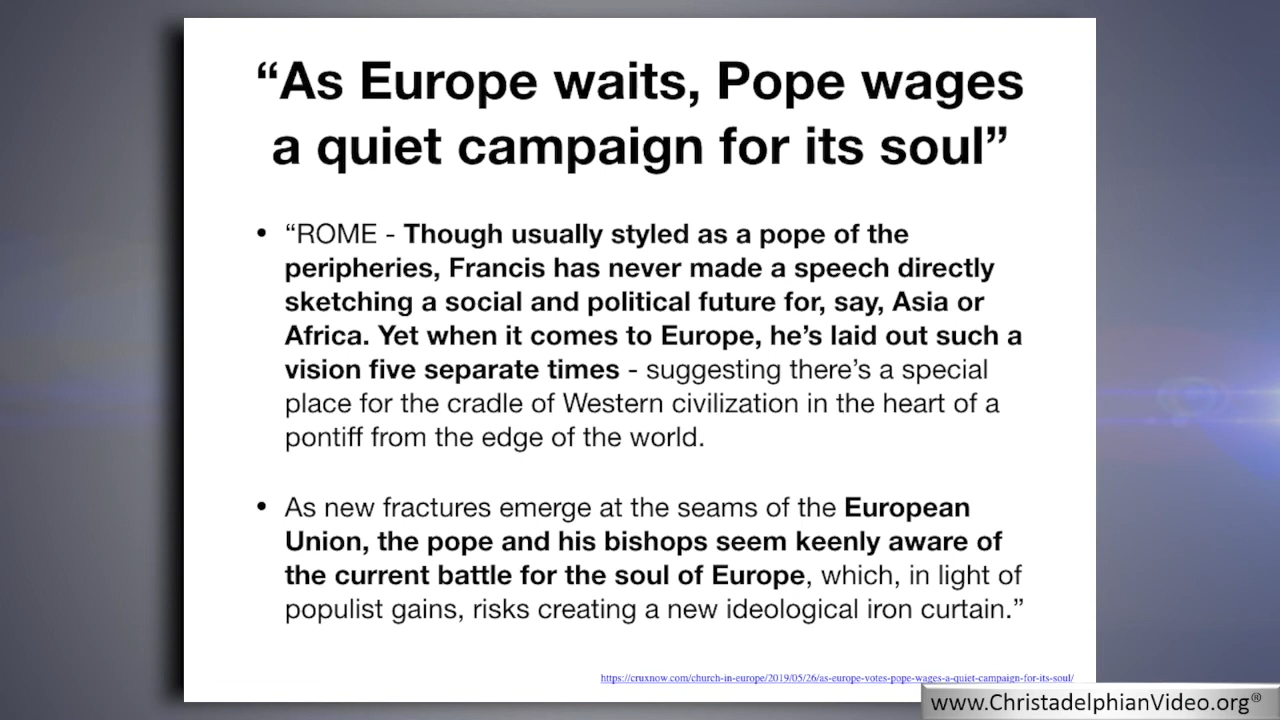 “As Europe waits, Pope wages
a quiet campaign for its soul”
• “ROME - Though usually styled as a pope of the
peripheries, Francis has never made a speech directly
sketching a social and political future for, say, Asia or
Africa. Yet when it comes to Europe, he’s laid out such a
vision five separate times - suggesting there’s a special
place for the cradle of Western civilization in the heart of a
pontiff from the edge of the world.
• As new fractures emerge at the seams of the European
Union, the pope and his bishops seem keenly aware of
the current battle for the soul of Europe, which, in light of
populist gains, risks creating a new ideological iron curtain.”
https://cruxnow.com/church-in-europe/2019/05/26/as-europe-votes-pope-wages-a-quiet-campaign-for-its-soul/
www.ChristadelphianVideo.org®